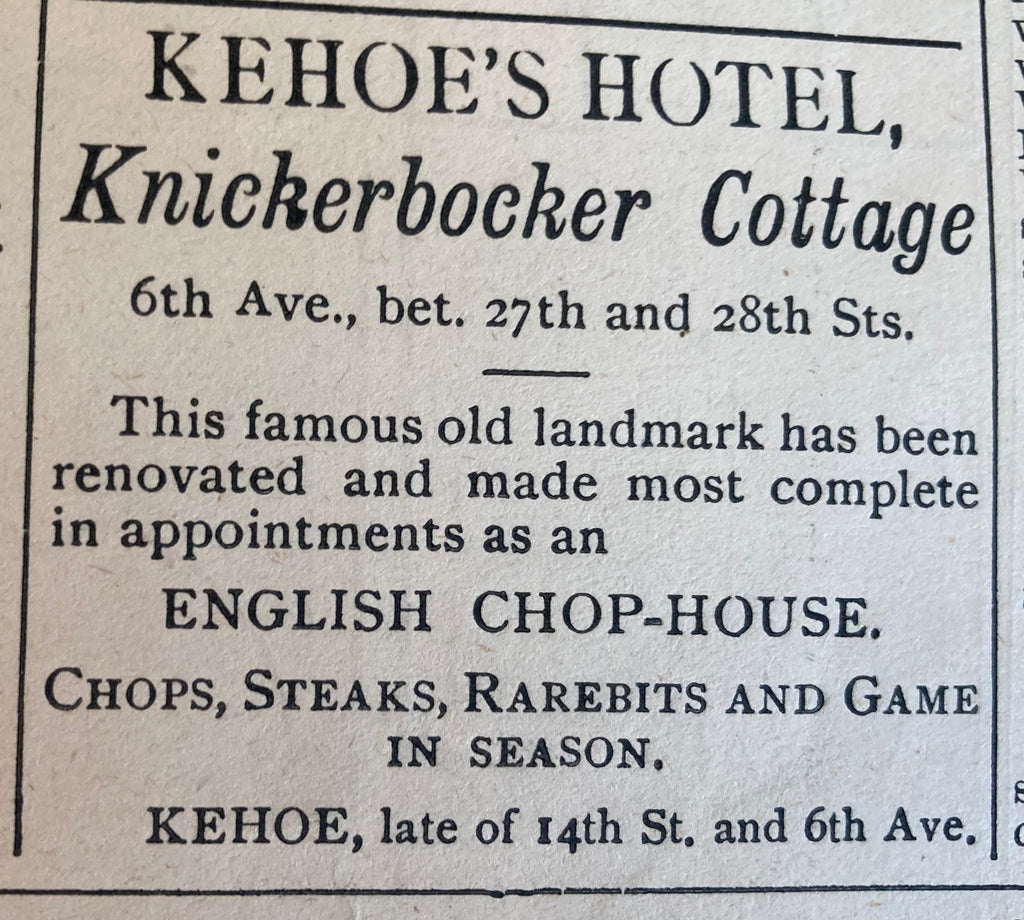 KEHOE'S HOTEL,
Knickerbocker Cottage
6th Ave., bet. 27th and 28th Sts.
This famous old landmark has been
renovated and made most complete
in appointments as an
ENGLISH CHOP-HOUSE.
CHOPS, STEAKS, RAREBITS AND GAME
IN SEASON.
KEHOE, late of 14th St. and 6th Ave.